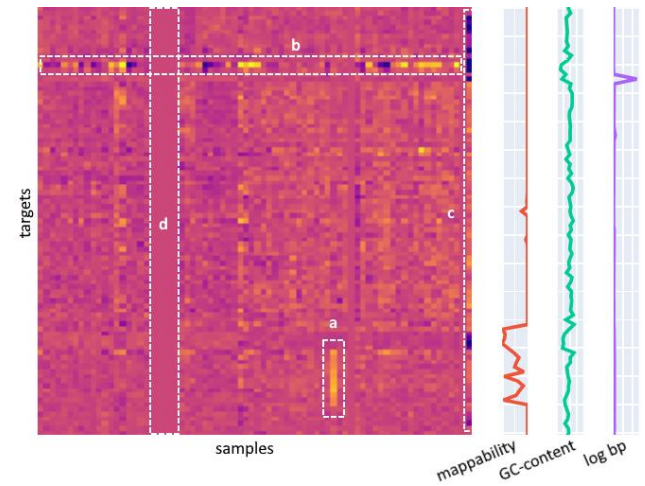 b
targets
d
c
a
samples
mappability
GC-content
log bp